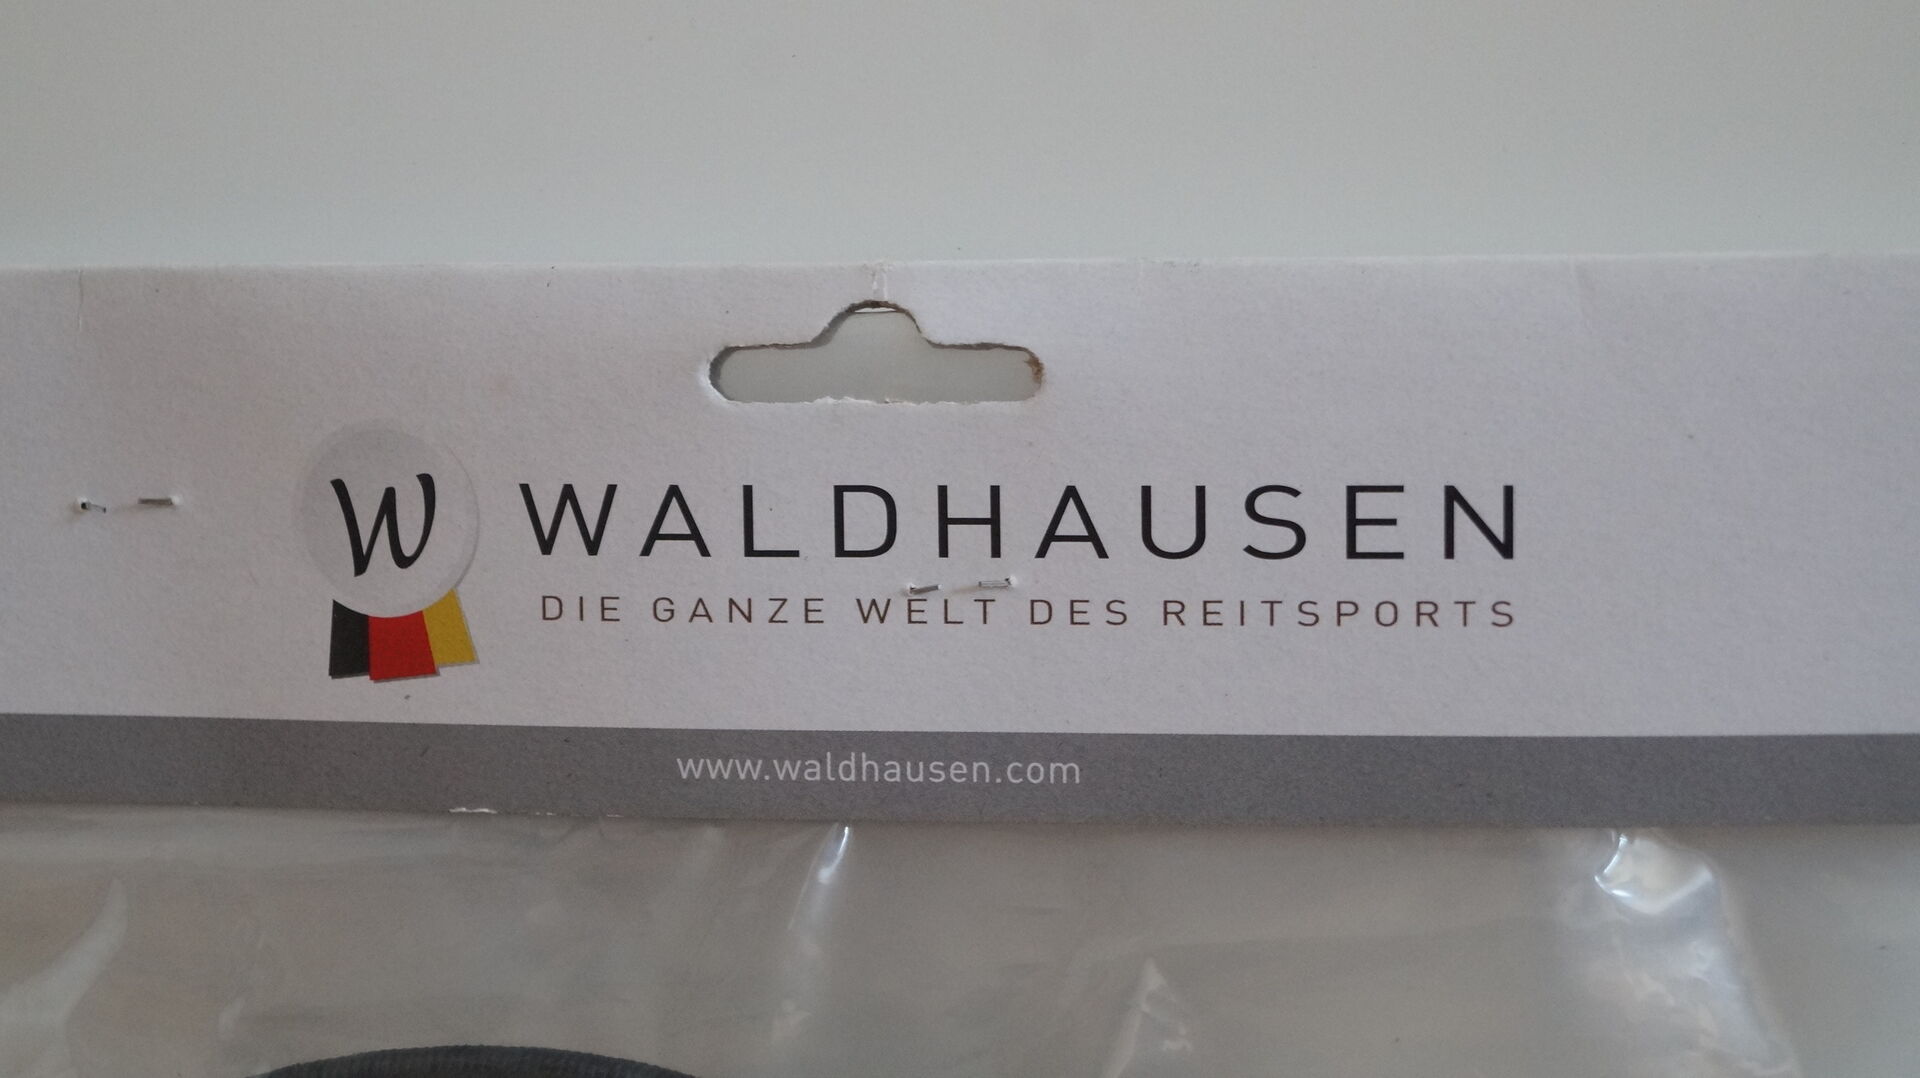 W WALDHAUSEN
DIE GANZE WELT DES REITSPORTS
www.waldhausen.com